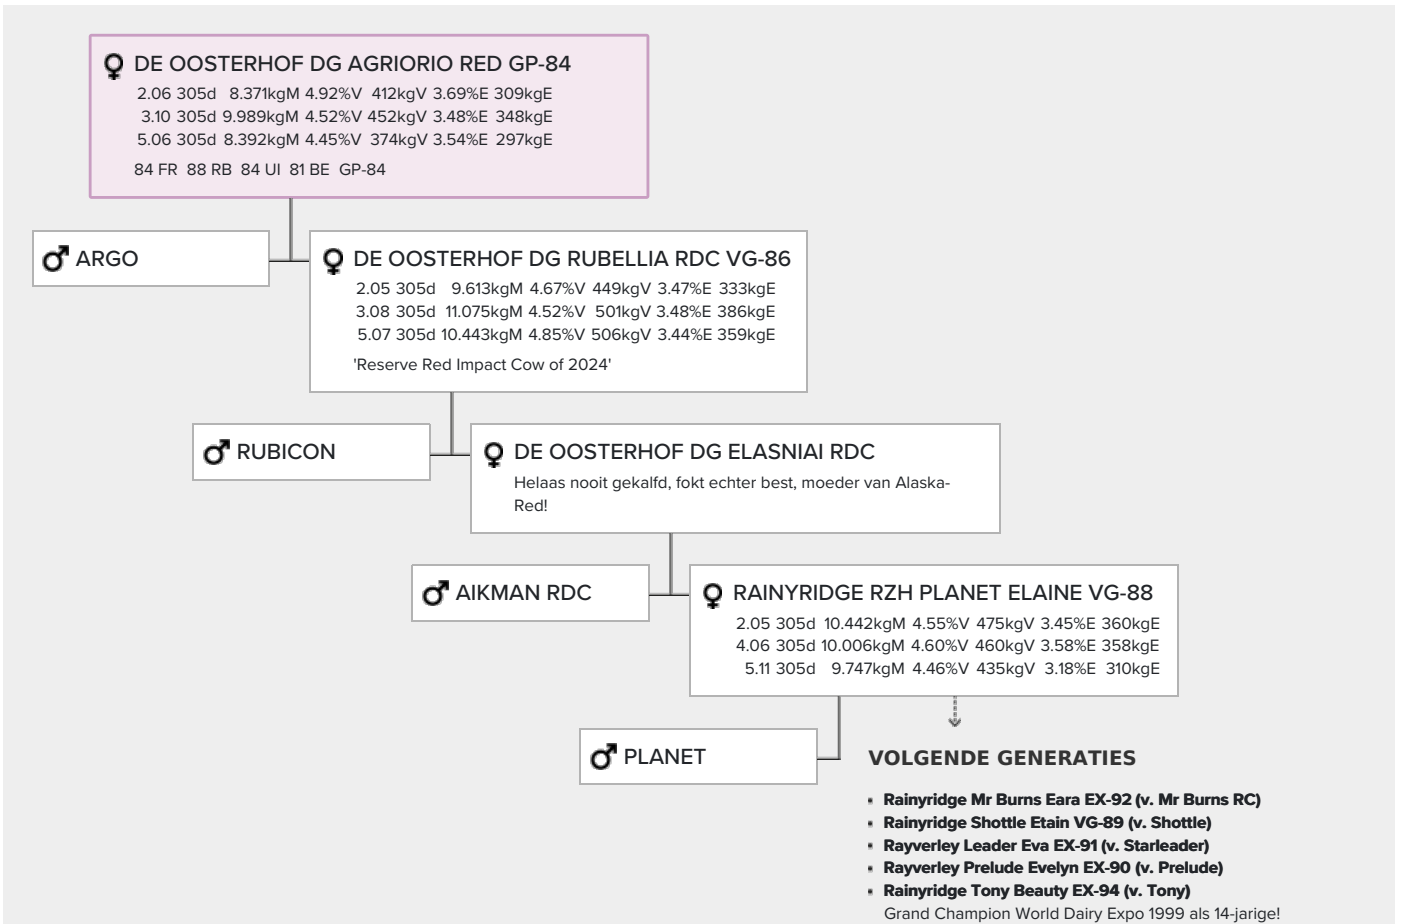 DE OOSTERHOF DG AGRIORIO RED GP-84
2.06 305d 8.371kgM 4.92%V 412kgV 3.69%E 309kgE
3.10 305d 9.989kgM 4.52%V 452kgV 3.48%E 348kgE
5.06 305d 8.392kgM 4.45%V 374kgV 3.54%E 297kgE
84 FR 88 RB 84 UI 81 BE GP-84
ARGO
DE OOSTERHOF DG RUBELLIA RDC VG-86
2.05 305d 9.613kgM 4.67%V 449kgV 3.47%E 333kgE
3.08 305d 11.075kgM 4.52%V 501kgV 3.48%E 386kgE
5.07 305d 10.443kgM 4.85%V 506kgV 3.44%E 359kgE
'Reserve Red Impact Cow of 2024'
RUBICON
DE OOSTERHOF DG ELASNIAI RDC
Helaas nooit gekalfd, fokt echter best, moeder van Alaska-
Red!
AIKMAN RDC
RAINYRIDGE RZH PLANET ELAINE VG-88
2.05 305d 10.442kgM 4.55%V 475kgV 3.45%E 360kgE
4.06 305d 10.006kgM 4.60%V 460kgV 3.58%E 358kgE
5.11 305d 9.747kgM 4.46%V 435kgV 3.18%E 310kgE
PLANET
VOLGENDE GENERATIES
▪ Rainyridge Mr Burns Eara EX-92 (v. Mr Burns RC)
▪ Rainyridge Shottle Etain VG-89 (v. Shottle)
▪ Rayverley Leader Eva EX-91 (v. Starleader)
▪ Rayverley Prelude Evelyn EX-90 (v. Prelude)
▪ Rainyridge Tony Beauty EX-94 (v. Tony)
Grand Champion World Dairy Expo 1999 als 14-jarige!